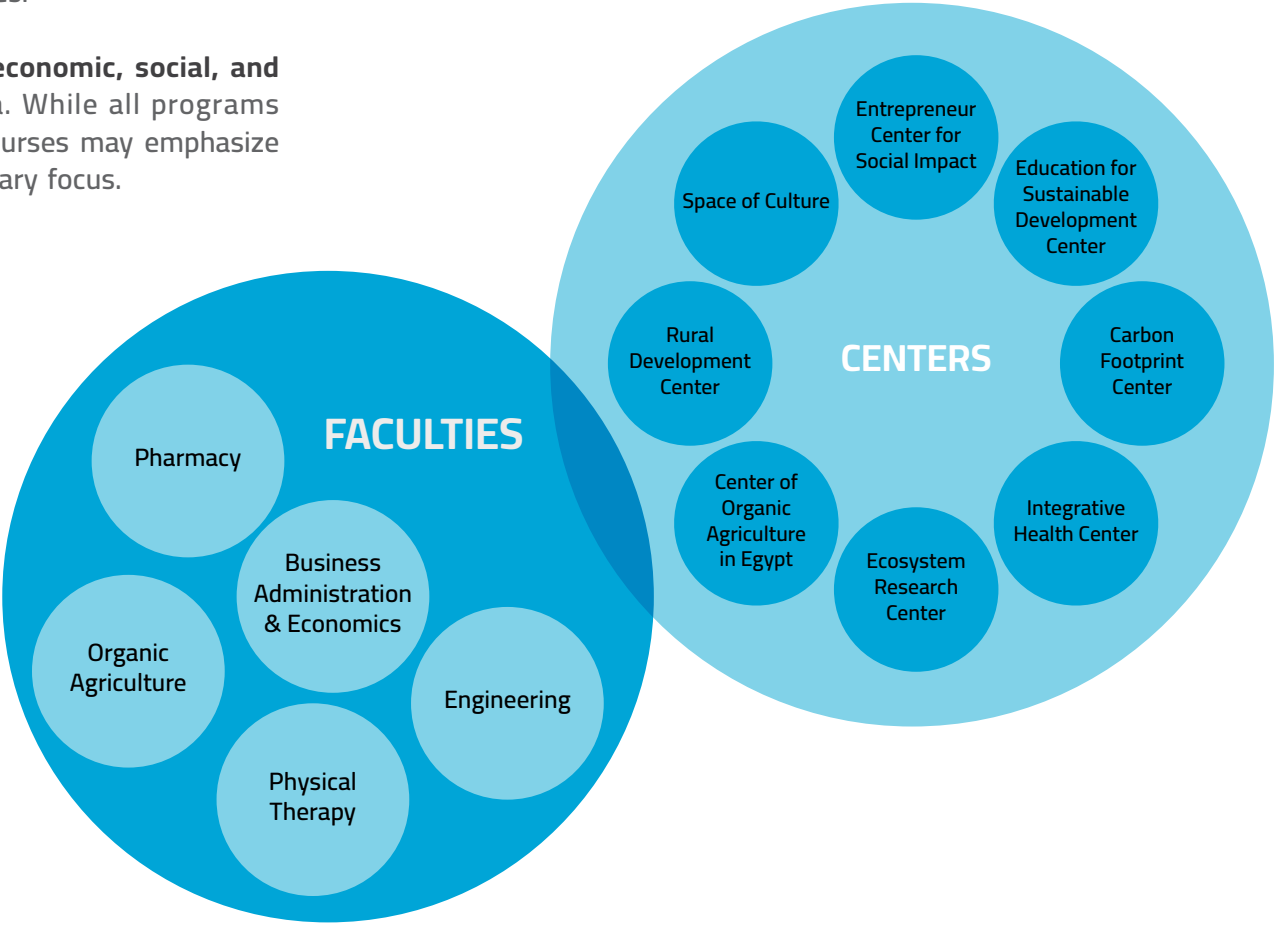 economic, social, and
While all programs
may emphasize
focus.
Entrepreneur
Center for
Social Impact
Education for
Sustainable
Development
Center
Space of Culture
Rural
Development
Center
CENTERS
Carbon
Footprint
Center
Center of
Organic
Agriculture
in Egypt
Integrative
Health Center
Ecosystem
Research
Center
FACULTIES
Pharmacy
Business
Administration
& Economics
Organic
Agriculture
Engineering
Physical
Therapy